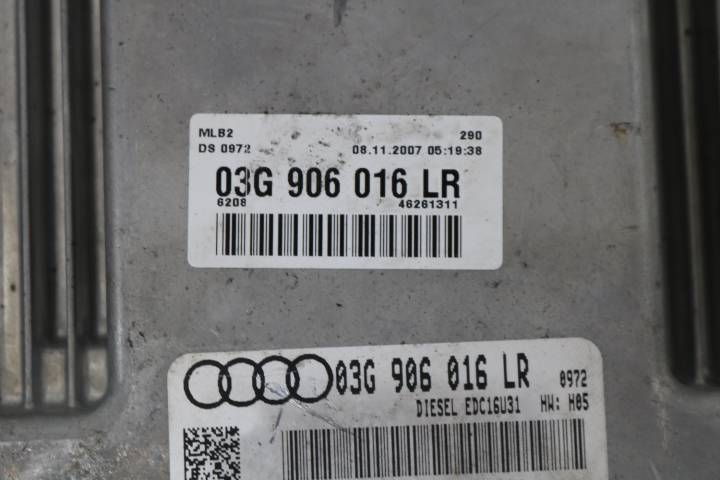 MLB2 290
DS 0972 08.11.2007 05:19:38
03G 906 016 LR
6208 46261311
03G 906 016 LR 0972
DIESEL EDC16U31 HW: H05